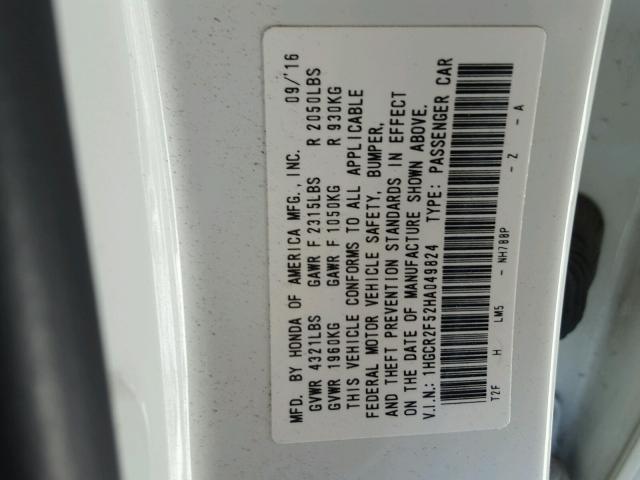 MFD. BY HONDA OF AMERICA MFG., INC. 09/'16
GVWR 4321LBS GAWR F 2315LBS R 2050LBS
GVWR 1960KG GAWR F 1050KG R 930KG
THIS VEHICLE CONFORMS TO ALL APPLICABLE
FEDERAL MOTOR VEHICLE SAFETY, BUMPER,
AND THEFT PREVENTION STANDARDS IN EFFECT
ON THE DATE OF MANUFACTURE SHOWN ABOVE.
V.I.N.: 1HGCR2F52HA049824 TYPE: PASSENGER CAR
T2F H LM5 - NH788P - Z - A